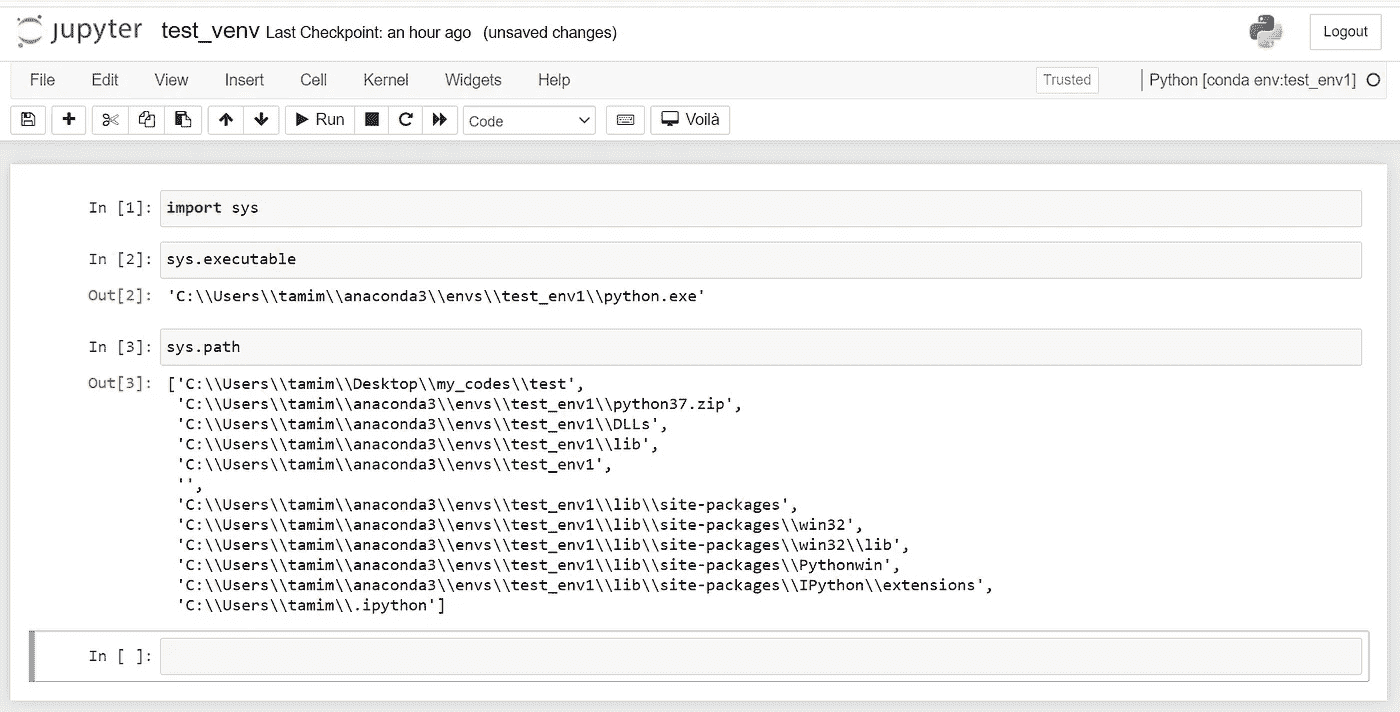 jupyter test_venv Last Checkpoint: an hour ago (unsaved changes) Logout
File Edit View Insert Cell Kernel Widgets Help Trusted Python [conda env:test_env1]
Run Code Voilà
In [1]: import sys
In [2]: sys.executable
Out[2]: 'C:\\Users\\tamim\\anaconda3\\envs\\test_env1\\python.exe'
In [3]: sys.path
Out[3]: ['C:\\Users\\tamim\\Desktop\\my_codes\\test',
'C:\\Users\\tamim\\anaconda3\\envs\\test_env1\\python37.zip',
'C:\\Users\\tamim\\anaconda3\\envs\\test_env1\\DLLs',
'C:\\Users\\tamim\\anaconda3\\envs\\test_env1\\lib',
'C:\\Users\\tamim\\anaconda3\\envs\\test_env1',
'',
'C:\\Users\\tamim\\anaconda3\\envs\\test_env1\\lib\\site-packages',
'C:\\Users\\tamim\\anaconda3\\envs\\test_env1\\lib\\site-packages\\win32',
'C:\\Users\\tamim\\anaconda3\\envs\\test_env1\\lib\\site-packages\\win32\\lib',
'C:\\Users\\tamim\\anaconda3\\envs\\test_env1\\lib\\site-packages\\Pythonwin',
'C:\\Users\\tamim\\anaconda3\\envs\\test_env1\\lib\\site-packages\\IPython\\extensions',
'C:\\Users\\tamim\\.ipython']
In [ ]: